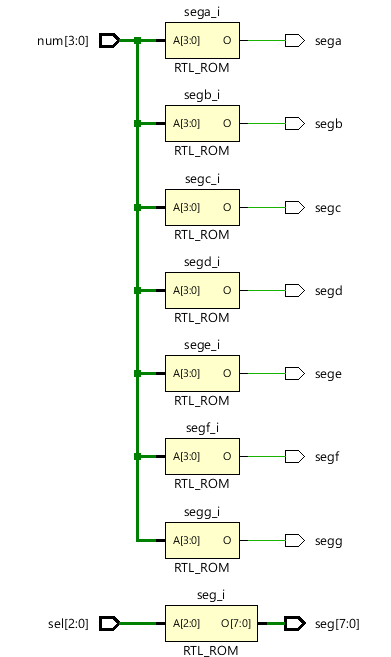 sega_i
num[3:0] A[3:0] O sega
RTL_ROM
segb_i
A[3:0] O segb
RTL_ROM
segc_i
A[3:0] O segc
RTL_ROM
segd_i
A[3:0] O segd
RTL_ROM
sege_i
A[3:0] O sege
RTL_ROM
segf_i
A[3:0] O segf
RTL_ROM
segg_i
A[3:0] O segg
RTL_ROM
seg_i
sel[2:0] A[2:0] O[7:0] seg[7:0]
RTL_ROM